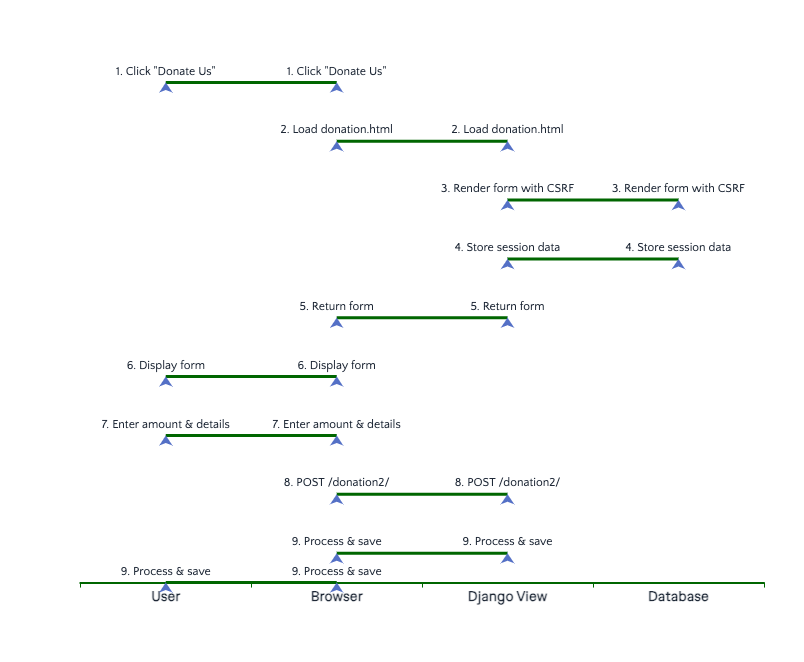 1. Click "Donate Us" 1. Click "Donate Us"
2. Load donation.html 2. Load donation.html
3. Render form with CSRF 3. Render form with CSRF
4. Store session data 4. Store session data
5. Return form 5. Return form
6. Display form 6. Display form
7. Enter amount & details 7. Enter amount & details
8. POST /donation2/ 8. POST /donation2/
9. Process & save 9. Process & save
9. Process & save 9. Process & save
User Browser Django View Database